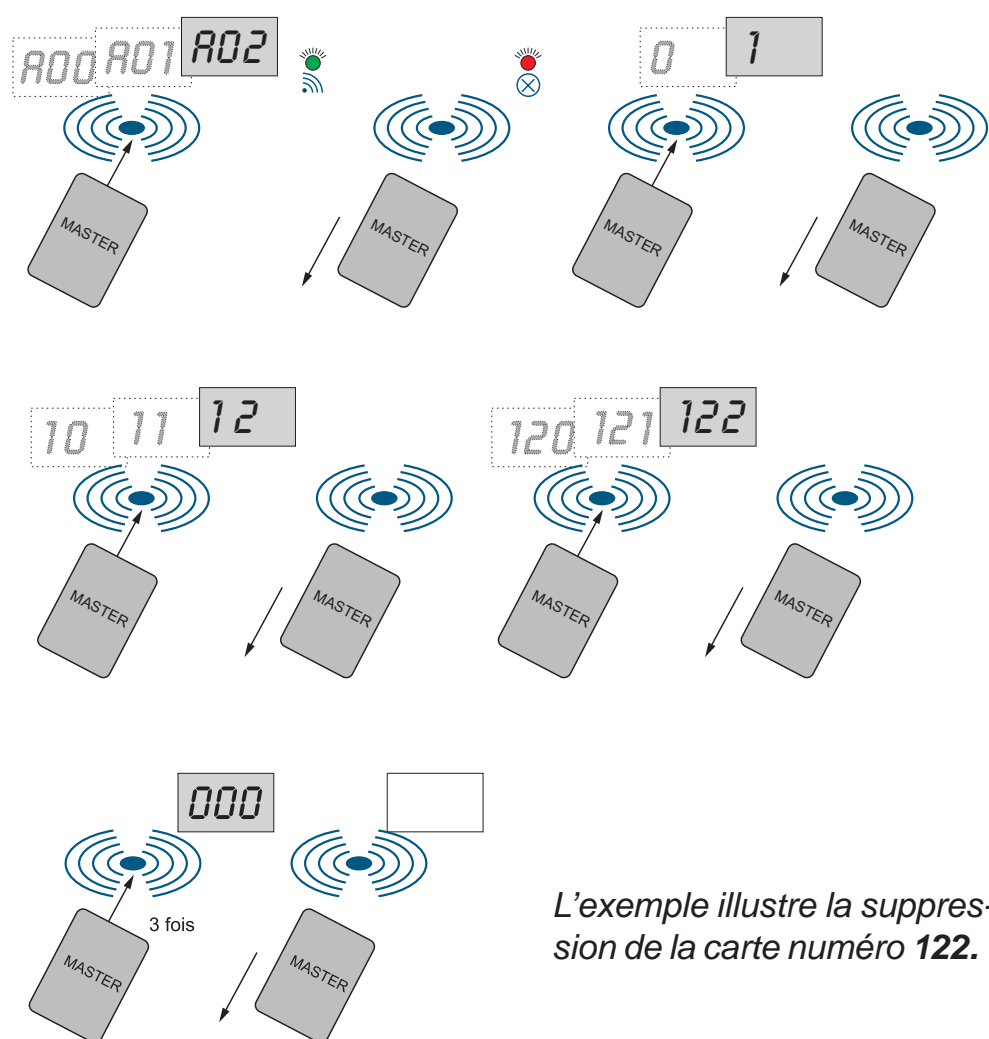 A00 A01 A02
0 1
MASTER MASTER MASTER MASTER
10 11 12
120 121 122
MASTER MASTER MASTER MASTER
000
3 fois
MASTER MASTER
L'exemple illustre la suppres-
sion de la carte numéro 122.